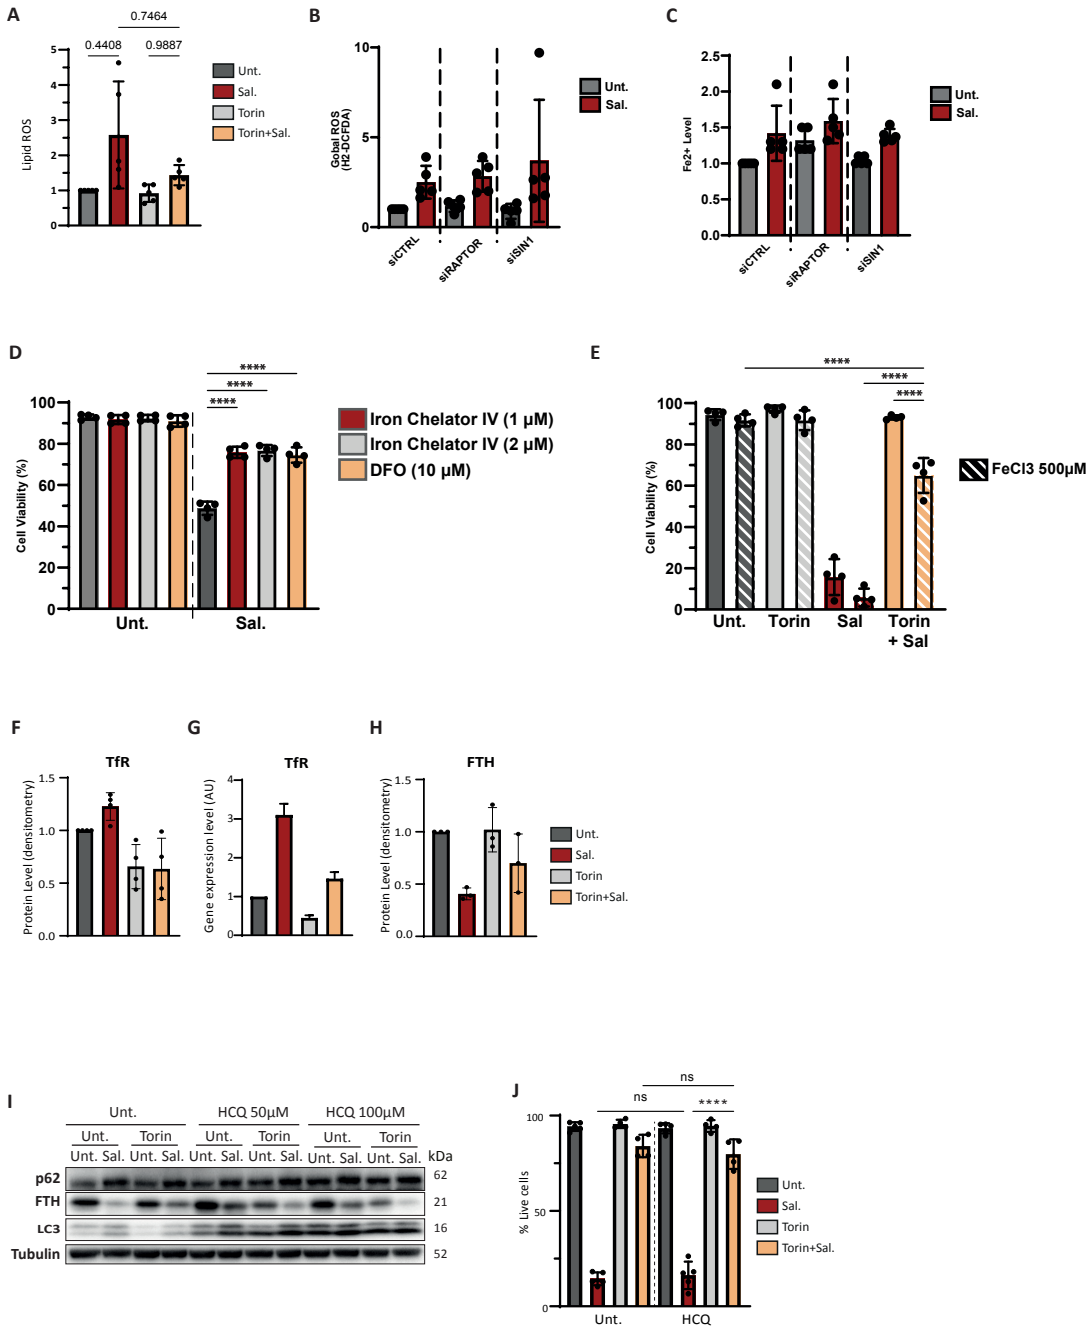 A
0.7464
0.4408
0.9887
Lipid ROS
5
4
3
2
1
0
Unt.
Sal.
Torin
Torin+Sal.
B
Gobal ROS
(H2-DCFDA)
10
5
0
siCTRL
siRAPTOR
siSIN1
Unt.
Sal.
C
Fe2+ Level
2.5
2.0
1.5
1.0
0.5
0.0
siCTRL
siRAPTOR
siSIN1
Unt.
Sal.
D
****
****
****
Cell Viability (%)
100
80
60
40
20
0
Unt.
Sal.
Iron Chelator IV (1 µM)
Iron Chelator IV (2 µM)
DFO (10 µM)
E
****
****
****
Cell Viability (%)
100
80
60
40
20
0
Unt.
Torin
Sal
Torin
+ Sal
FeCl3 500µM
F
TfR
Protein Level (densitometry)
1.5
1.0
0.5
0.0
G
TfR
Gene expression level (AU)
4
3
2
1
0
H
FTH
Protein Level (densitometry)
1.5
1.0
0.5
0.0
Unt.
Sal.
Torin
Torin+Sal.
I
Unt. HCQ 50µM HCQ 100µM
Unt. Torin Unt. Torin Unt. Torin
Unt. Sal. Unt. Sal. Unt. Sal. Unt. Sal. Unt. Sal. Unt. Sal. kDa
p62 62
FTH 21
LC3 16
Tubulin 52
J
ns
ns
****
% Live cells
100
50
0
Unt.
HCQ
Unt.
Sal.
Torin
Torin+Sal.